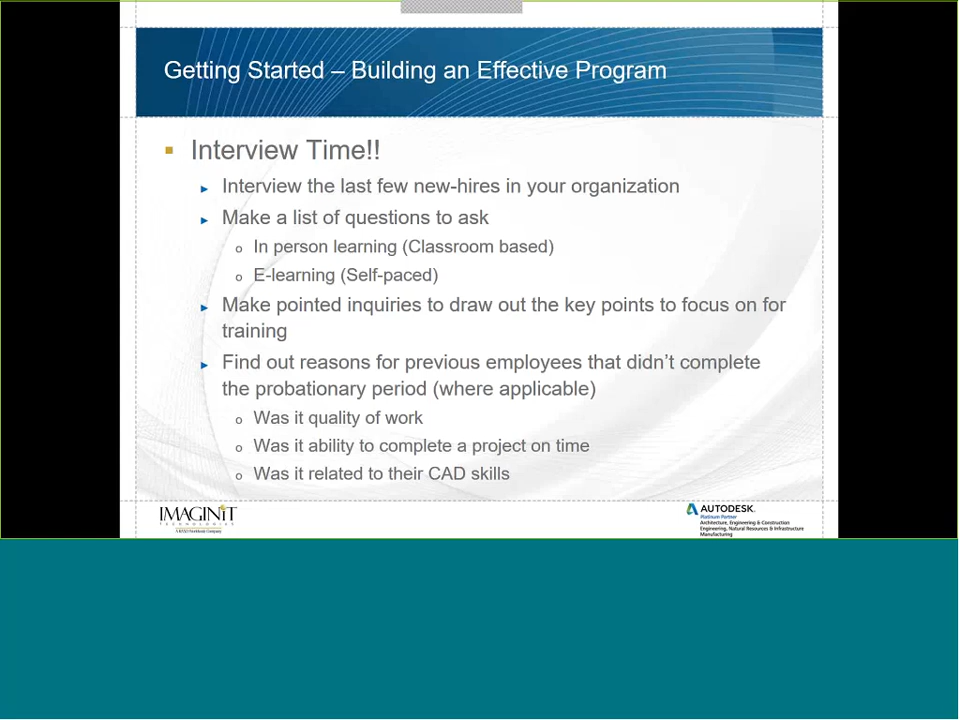 Getting Started – Building an Effective Program
Interview Time!!
Interview the last few new-hires in your organization
Make a list of questions to ask
In person learning (Classroom based)
E-learning (Self-paced)
Make pointed inquiries to draw out the key points to focus on for
training
Find out reasons for previous employees that didn’t complete
the probationary period (where applicable)
Was it quality of work
Was it ability to complete a project on time
Was it related to their CAD skills
IMAGINiT
TECHNOLOGIES
AUTODESK.
Platinum Partner
Architecture, Engineering & Construction
Engineering, Natural Resources & Infrastructure
Manufacturing